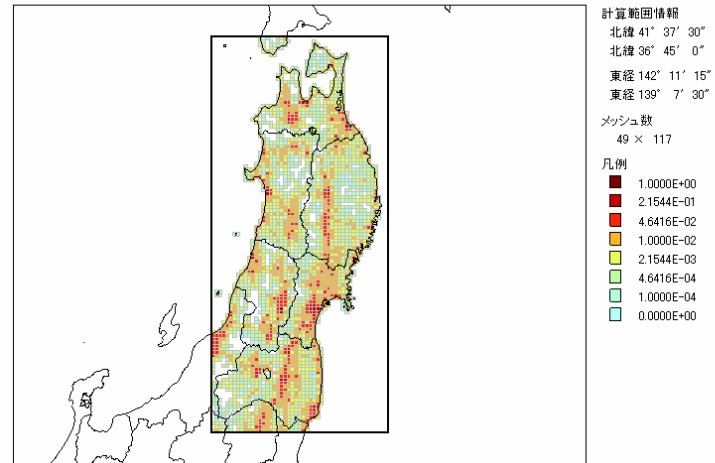 計算範囲情報
北緯 41° 37′ 30″
北緯 36° 45′ 0″
東経 142° 11′ 15″
東経 139° 7′ 30″
メッシュ数
49 × 117
凡例
1.0000E+00
2.1544E-01
4.6416E-02
1.0000E-02
2.1544E-03
4.6416E-04
1.0000E-04
0.0000E+00